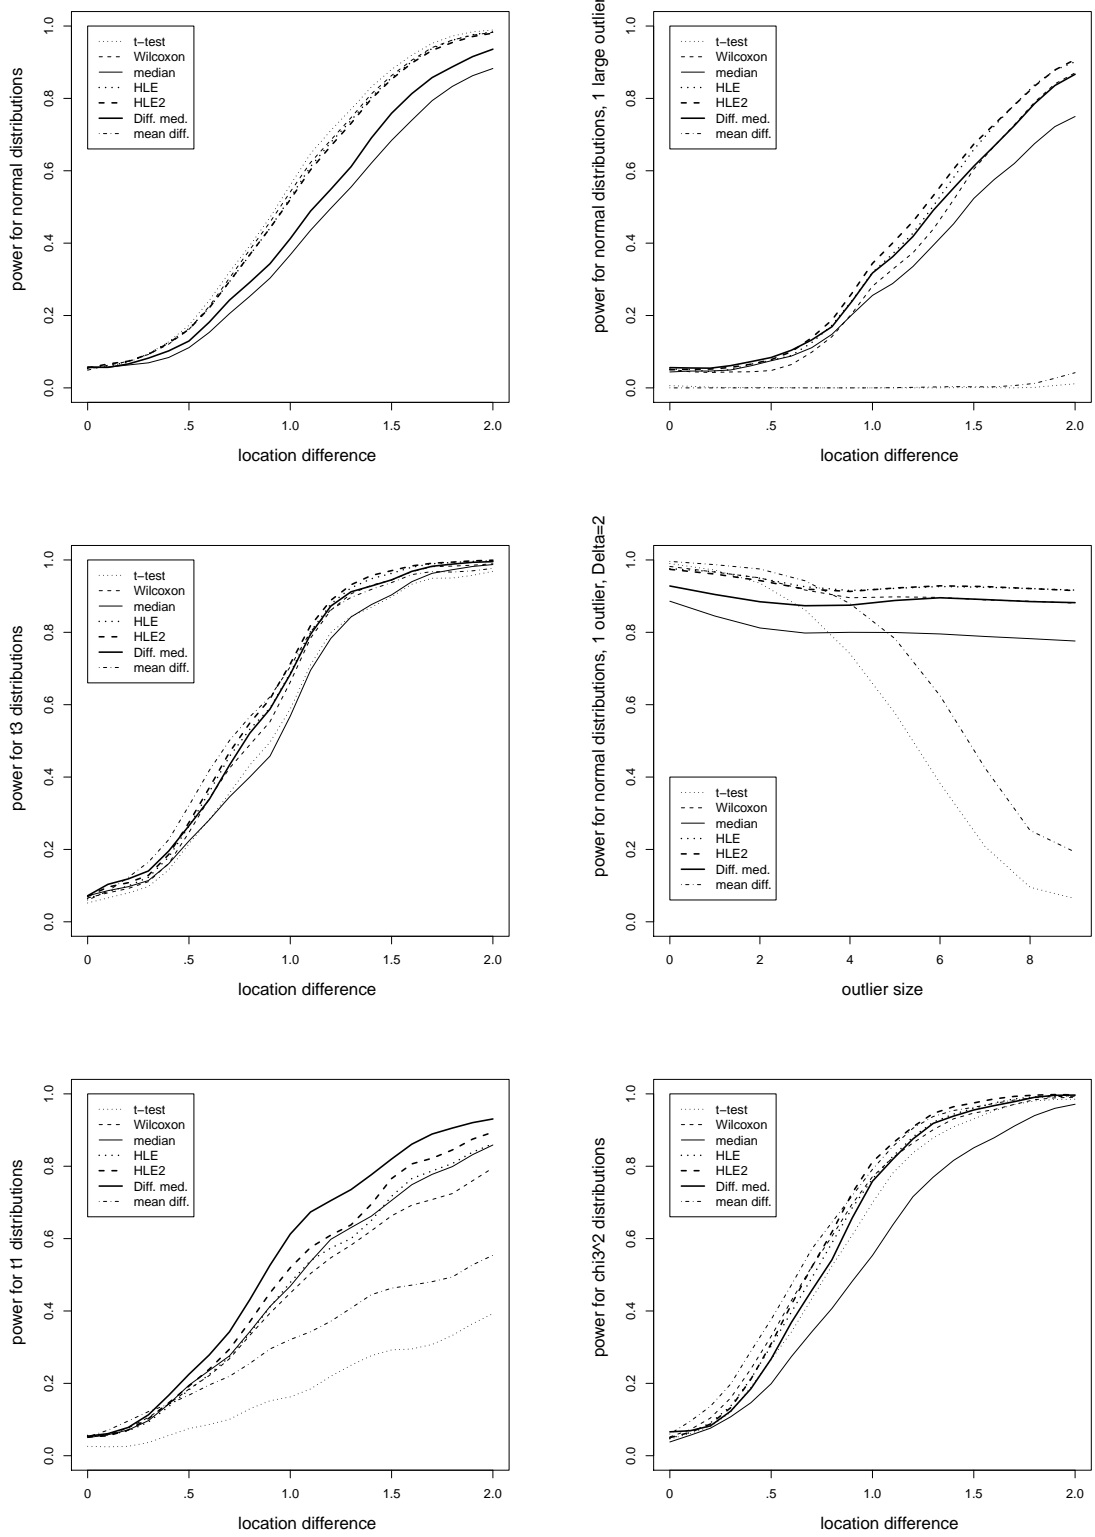 power for normal distributions
0.0 0.2 0.4 0.6 0.8 1.0
t−test
Wilcoxon
median
HLE
HLE2
Diff. med.
mean diff.
0 .5 1.0 1.5 2.0
location difference
power for normal distributions, 1 large outlier
0.0 0.2 0.4 0.6 0.8 1.0
t−test
Wilcoxon
median
HLE
HLE2
Diff. med.
mean diff.
0 .5 1.0 1.5 2.0
location difference
power for t3 distributions
0.0 0.2 0.4 0.6 0.8 1.0
t−test
Wilcoxon
median
HLE
HLE2
Diff. med.
mean diff.
0 .5 1.0 1.5 2.0
location difference
power for normal distributions, 1 outlier, Delta=2
0.0 0.2 0.4 0.6 0.8 1.0
t−test
Wilcoxon
median
HLE
HLE2
Diff. med.
mean diff.
0 2 4 6 8
outlier size
power for t1 distributions
0.0 0.2 0.4 0.6 0.8 1.0
t−test
Wilcoxon
median
HLE
HLE2
Diff. med.
mean diff.
0 .5 1.0 1.5 2.0
location difference
power for chi3^2 distributions
0.0 0.2 0.4 0.6 0.8 1.0
t−test
Wilcoxon
median
HLE
HLE2
Diff. med.
mean diff.
0 .5 1.0 1.5 2.0
location difference